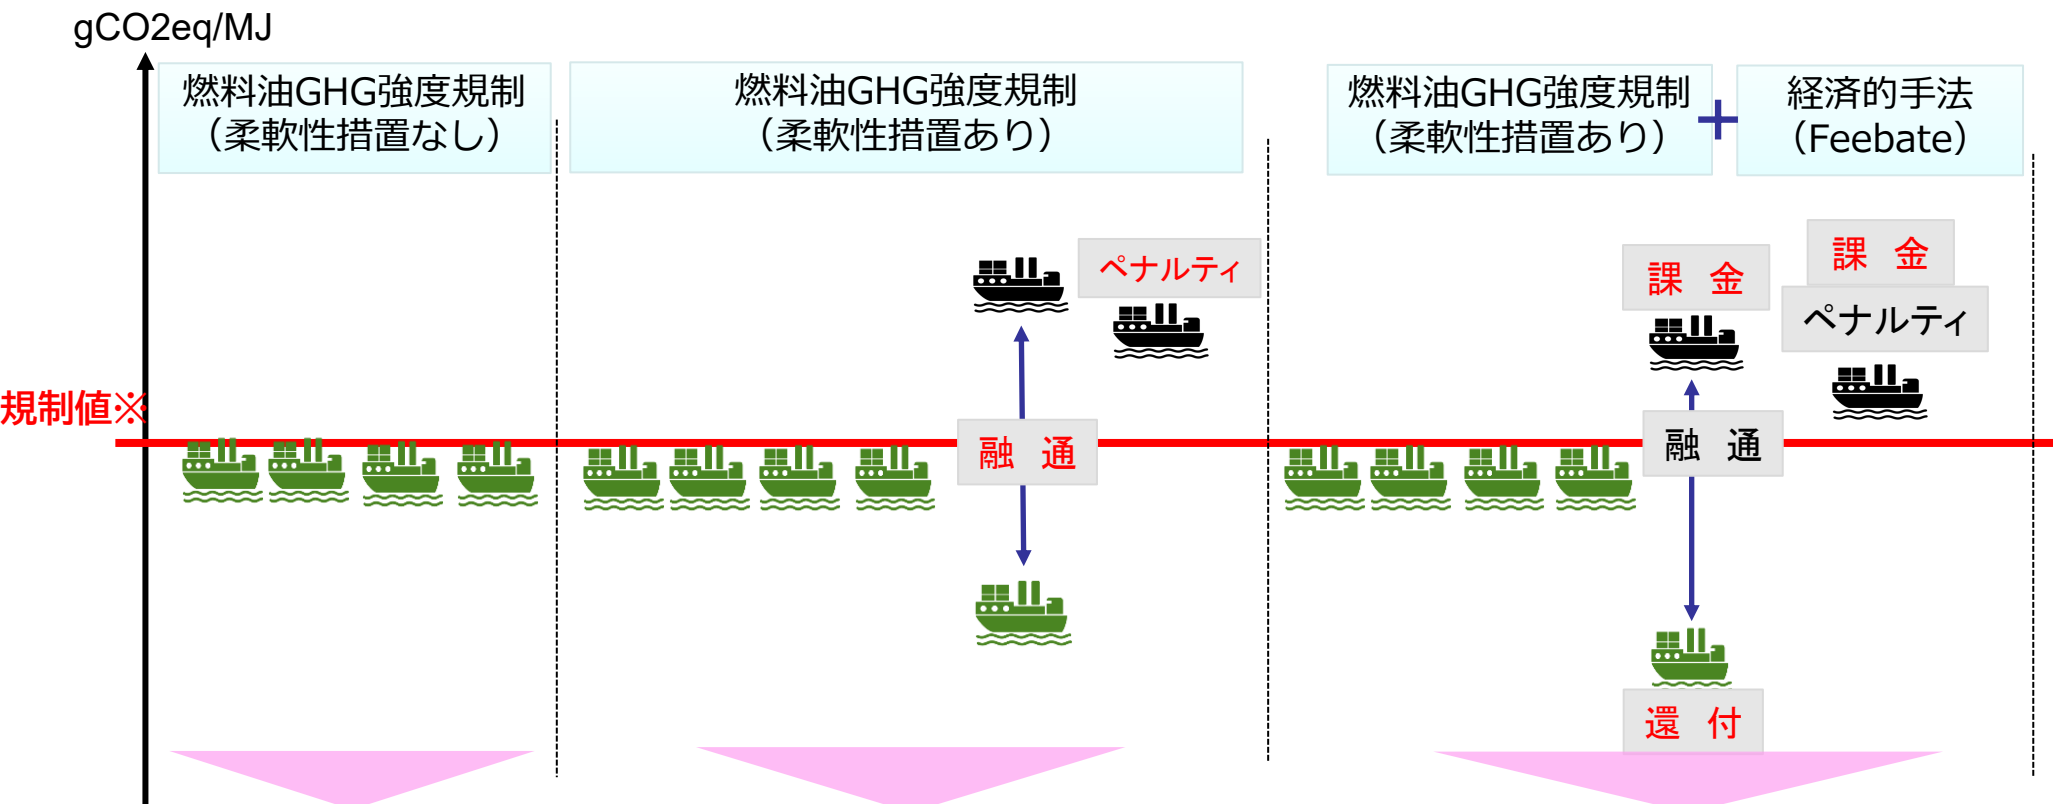 gCO2eq/MJ
燃料油GHG強度規制
（柔軟性措置なし）
燃料油GHG強度規制
（柔軟性措置あり）
燃料油GHG強度規制
（柔軟性措置あり）
+
経済的手法
（Feebate）
ペナルティ
課　金
課　金
ペナルティ
規制値※
融　通
融　通
還　付